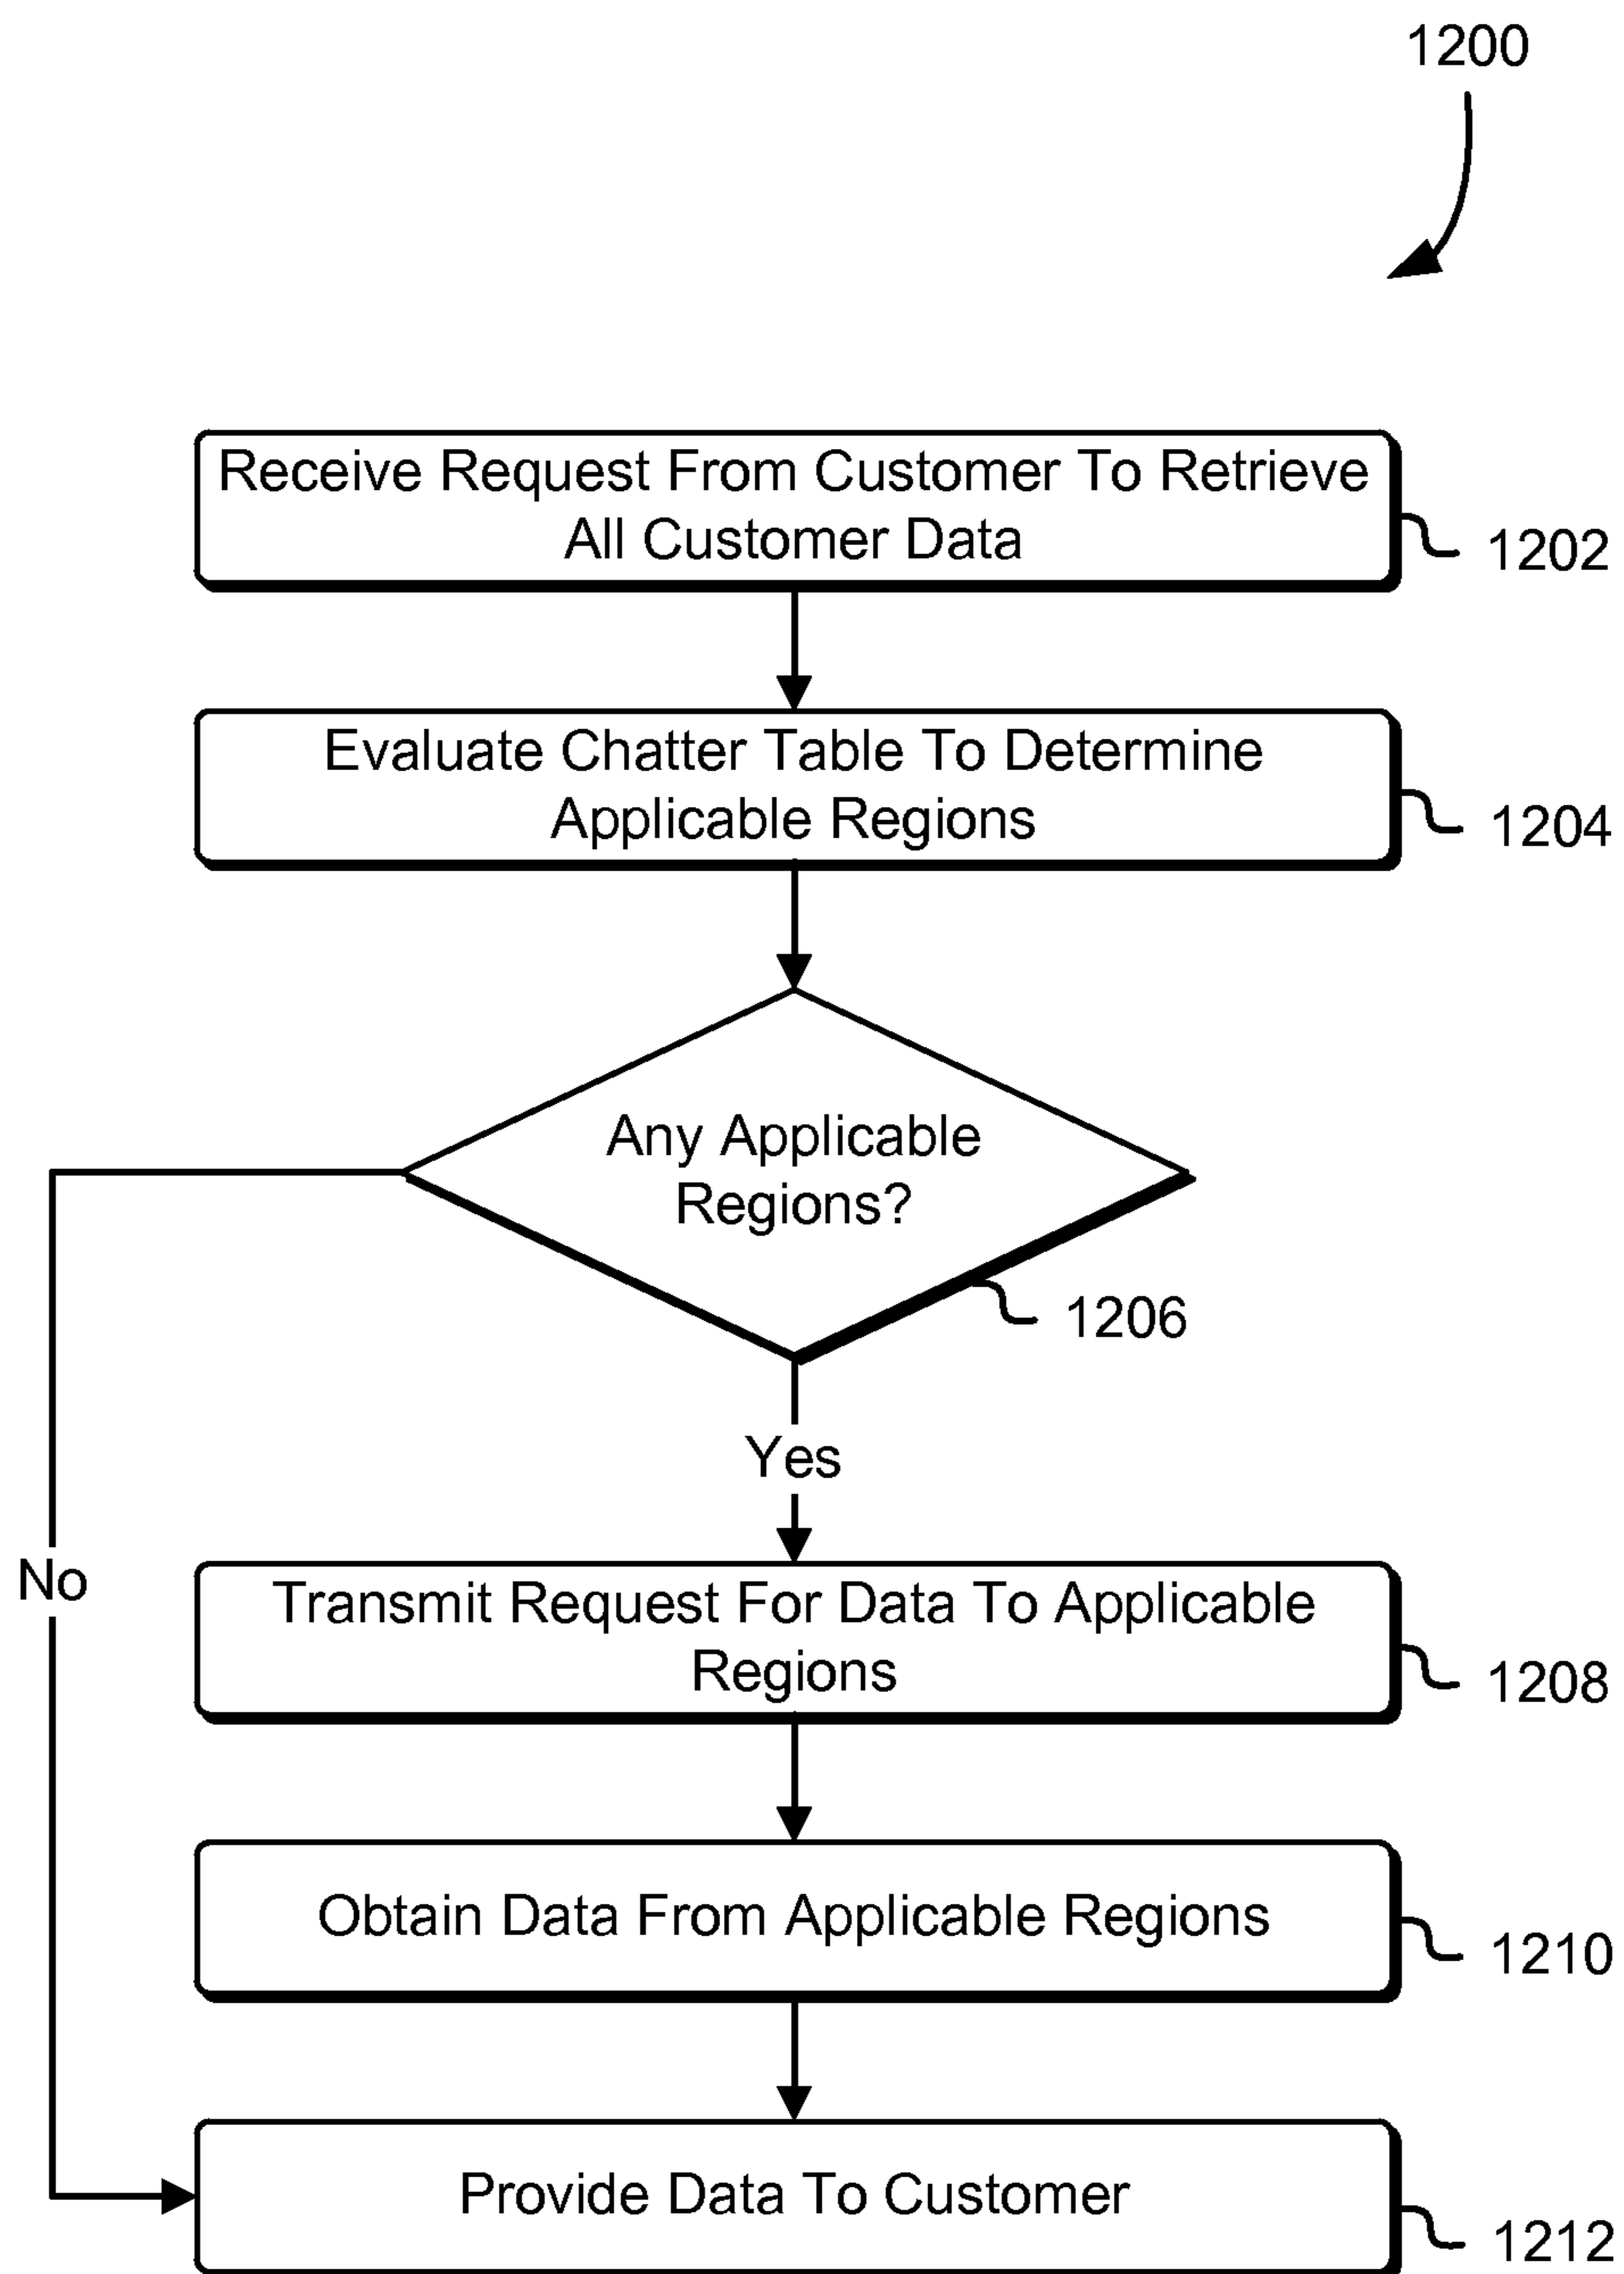 1200
Receive Request From Customer To Retrieve
All Customer Data
1202
Evaluate Chatter Table To Determine
Applicable Regions
1204
Any Applicable
Regions?
1206
Yes
No
Transmit Request For Data To Applicable
Regions
1208
Obtain Data From Applicable Regions
1210
Provide Data To Customer
1212